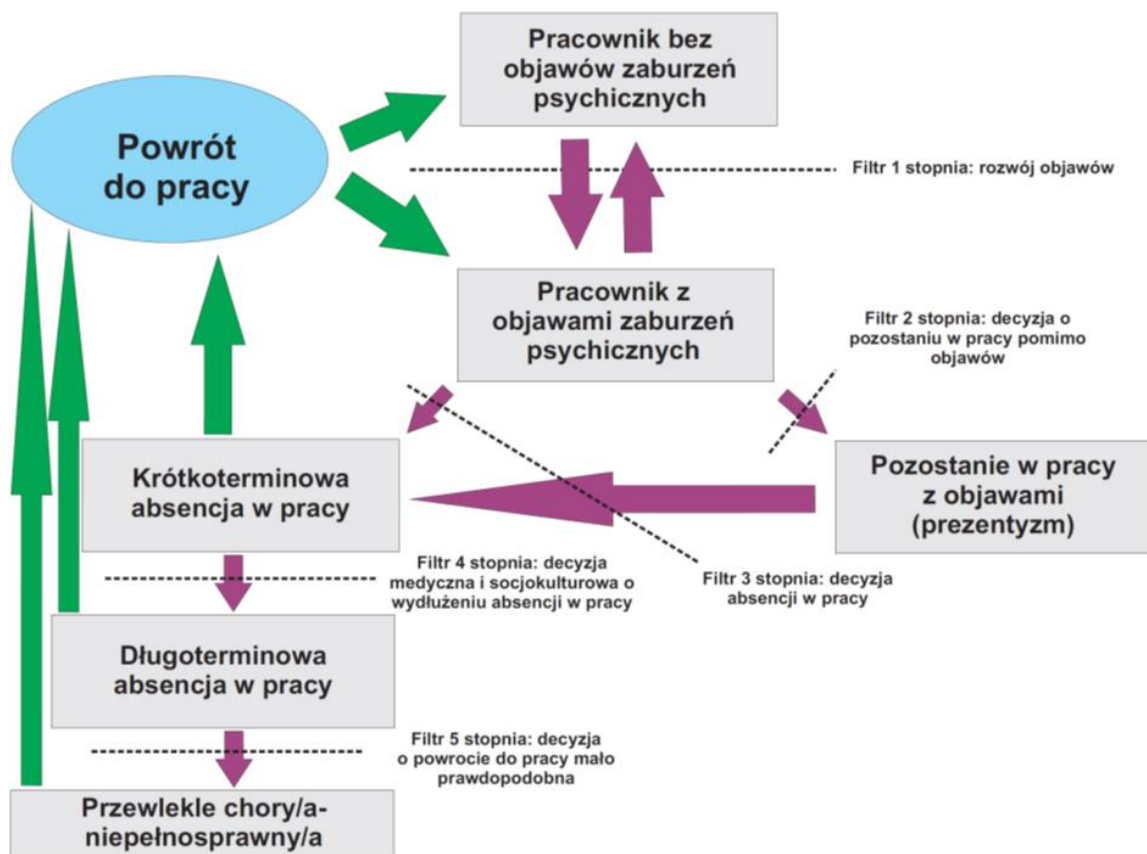 Pracownik bez
objawów zaburzeń
psychicznych
Powrót
do pracy
Filtr 1 stopnia: rozwój objawów
Pracownik z
objawami zaburzeń
psychicznych
Filtr 2 stopnia: decyzja o
pozostaniu w pracy pomimo
objawów
Krótkoterminowa
absencja w pracy
Pozostanie w pracy
z objawami
(prezentyzm)
Filtr 4 stopnia: decyzja
medyczna i socjokulturowa o
wydłużeniu absencji w pracy
Filtr 3 stopnia: decyzja
absencji w pracy
Długoterminowa
absencja w pracy
Filtr 5 stopnia: decyzja
o powrocie do pracy mało
prawdopodobna
Przewlekle chory/a-
niepełnosprawny/a